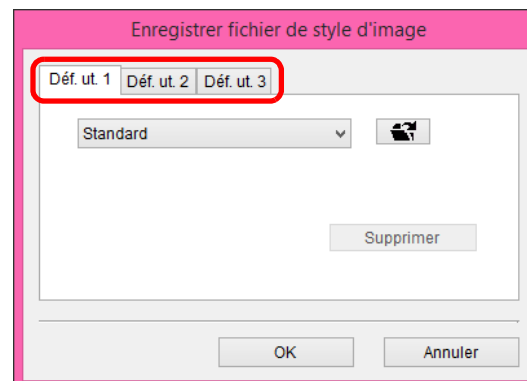 Enregistrer fichier de style d'image
Déf. ut. 1 Déf. ut. 2 Déf. ut. 3
Standard
Supprimer
OK Annuler